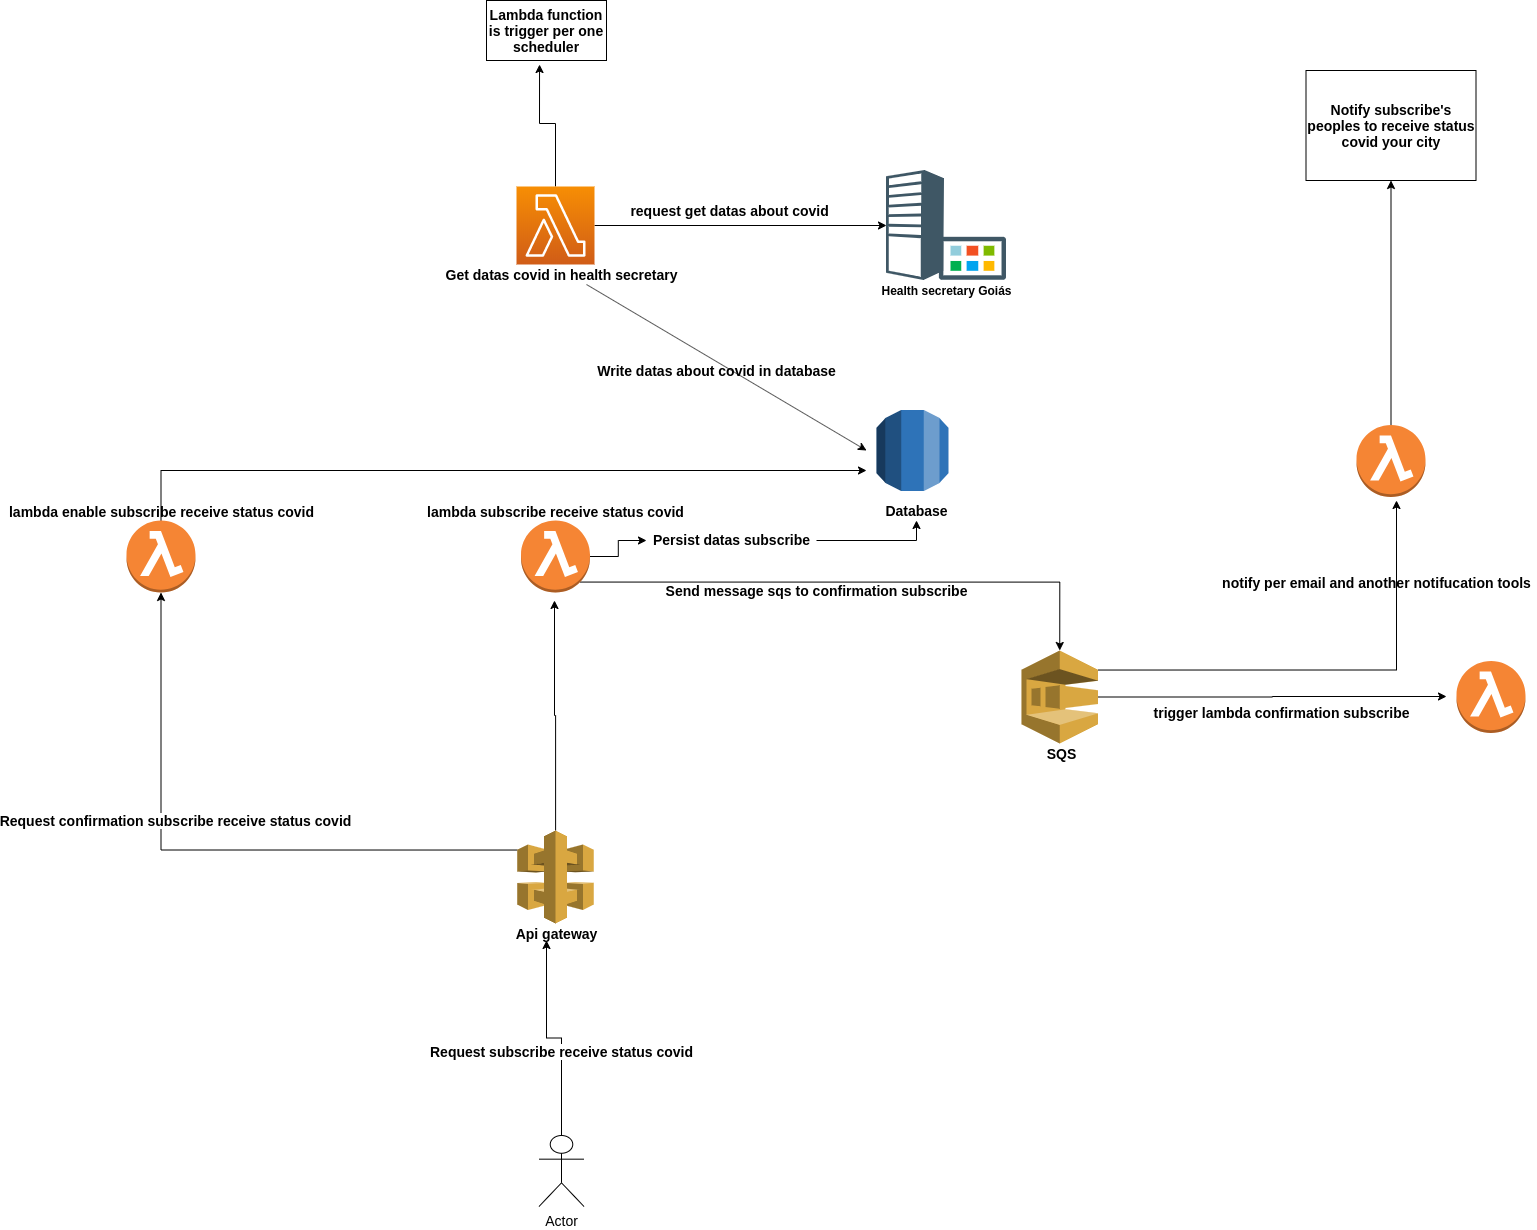 Lambda function
is trigger per one
scheduler
Notify subscribe's
peoples to receive status
covid your city
request get datas about covid
Get datas covid in health secretary
Health secretary Goiás
Write datas about covid in database
lambda enable subscribe receive status covid
lambda subscribe receive status covid
Database
Persist datas subscribe
notify per email and another notifucation tools
Send message sqs to confirmation subscribe
trigger lambda confirmation subscribe
SQS
Request confirmation subscribe receive status covid
Api gateway
Request subscribe receive status covid
Actor